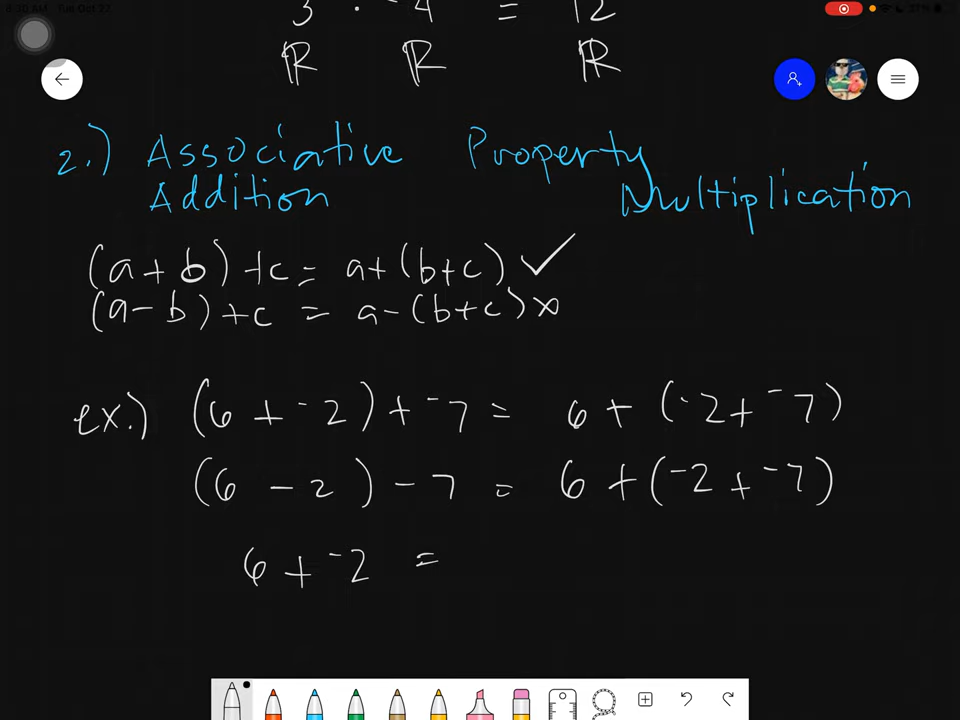 3 · ⁻4 = 12
ℝ ℝ ℝ
2.) Associative Property
Addition Multiplication
(a+b)+c = a+(b+c) ✓
(a-b)+c = a-(b+c) ×
ex.) (6 + ⁻2) + ⁻7 = 6 + (⁻2 + ⁻7)
(6 - 2) - 7 = 6 + (⁻2 + ⁻7)
6 + ⁻2 =